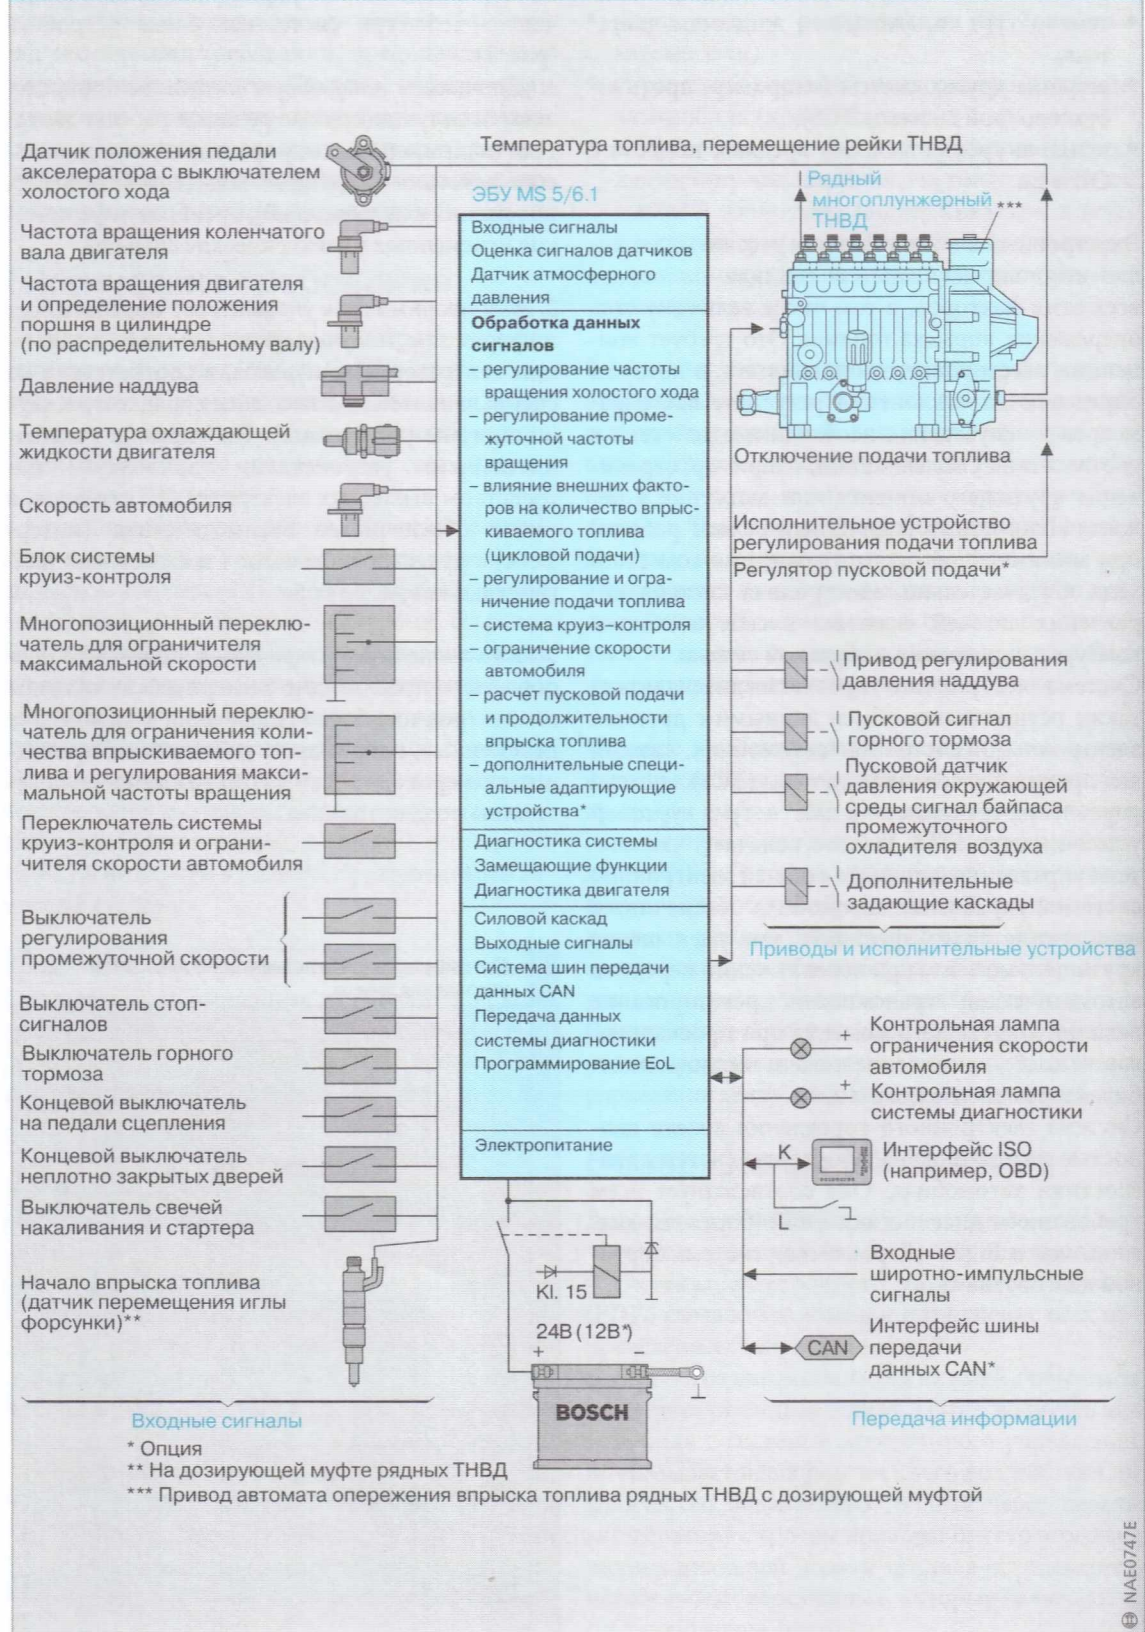 Датчик положения педали
акселератора с выключателем
холостого хода
Частота вращения коленчатого
вала двигателя
Частота вращения двигателя
и определение положения
поршня в цилиндре
(по распределительному валу)
Давление наддува
Температура охлаждающей
жидкости двигателя
Скорость автомобиля
Блок системы
круиз-контроля
Многопозиционный переклю-
чатель для ограничителя
максимальной скорости
Многопозиционный переклю-
чатель для ограничения коли-
чества впрыскиваемого топ-
лива и регулирования макси-
мальной частоты вращения
Переключатель системы
круиз-контроля и ограни-
чителя скорости автомобиля
Выключатель
регулирования
промежуточной скорости
Выключатель стоп-
сигналов
Выключатель горного
тормоза
Концевой выключатель
на педали сцепления
Концевой выключатель
неплотно закрытых дверей
Выключатель свечей
накаливания и стартера
Начало впрыска топлива
(датчик перемещения иглы
форсунки)**
Входные сигналы
ЭБУ MS 5/6.1
Входные сигналы
Оценка сигналов датчиков
Датчик атмосферного
давления
Обработка данных
сигналов
– регулирование частоты
вращения холостого хода
– регулирование проме-
жуточной частоты
вращения
– влияние внешних факто-
ров на количество впрыс-
киваемого топлива
(цикловой подачи)
– регулирование и огра-
ничение подачи топлива
– система круиз–контроля
– ограничение скорости
автомобиля
– расчет пусковой подачи
и продолжительности
впрыска топлива
– дополнительные специ-
альные адаптирующие
устройства*
Диагностика системы
Замещающие функции
Диагностика двигателя
Силовой каскад
Выходные сигналы
Система шин передачи
данных CAN
Передача данных
системы диагностики
Программирование EoL
Электропитание
Kl. 15
24В (12В*)
+ −
BOSCH
Температура топлива, перемещение рейки ТНВД
Рядный
многоплунжерный
ТНВД
***
Отключение подачи топлива
Исполнительное устройство
регулирования подачи топлива
Регулятор пусковой подачи*
Привод регулирования
давления наддува
Пусковой сигнал
горного тормоза
Пусковой датчик
давления окружающей
среды сигнал байпаса
промежуточного
охладителя воздуха
Дополнительные
задающие каскады
Приводы и исполнительные устройства
+
Контрольная лампа
ограничения скорости
автомобиля
+
Контрольная лампа
системы диагностики
K
L
Интерфейс ISO
(например, OBD)
Входные
широтно-импульсные
сигналы
CAN
Интерфейс шины
передачи
данных CAN*
Передача информации
* Опция
** На дозирующей муфте рядных ТНВД
*** Привод автомата опережения впрыска топлива рядных ТНВД с дозирующей муфтой
NAE0747E